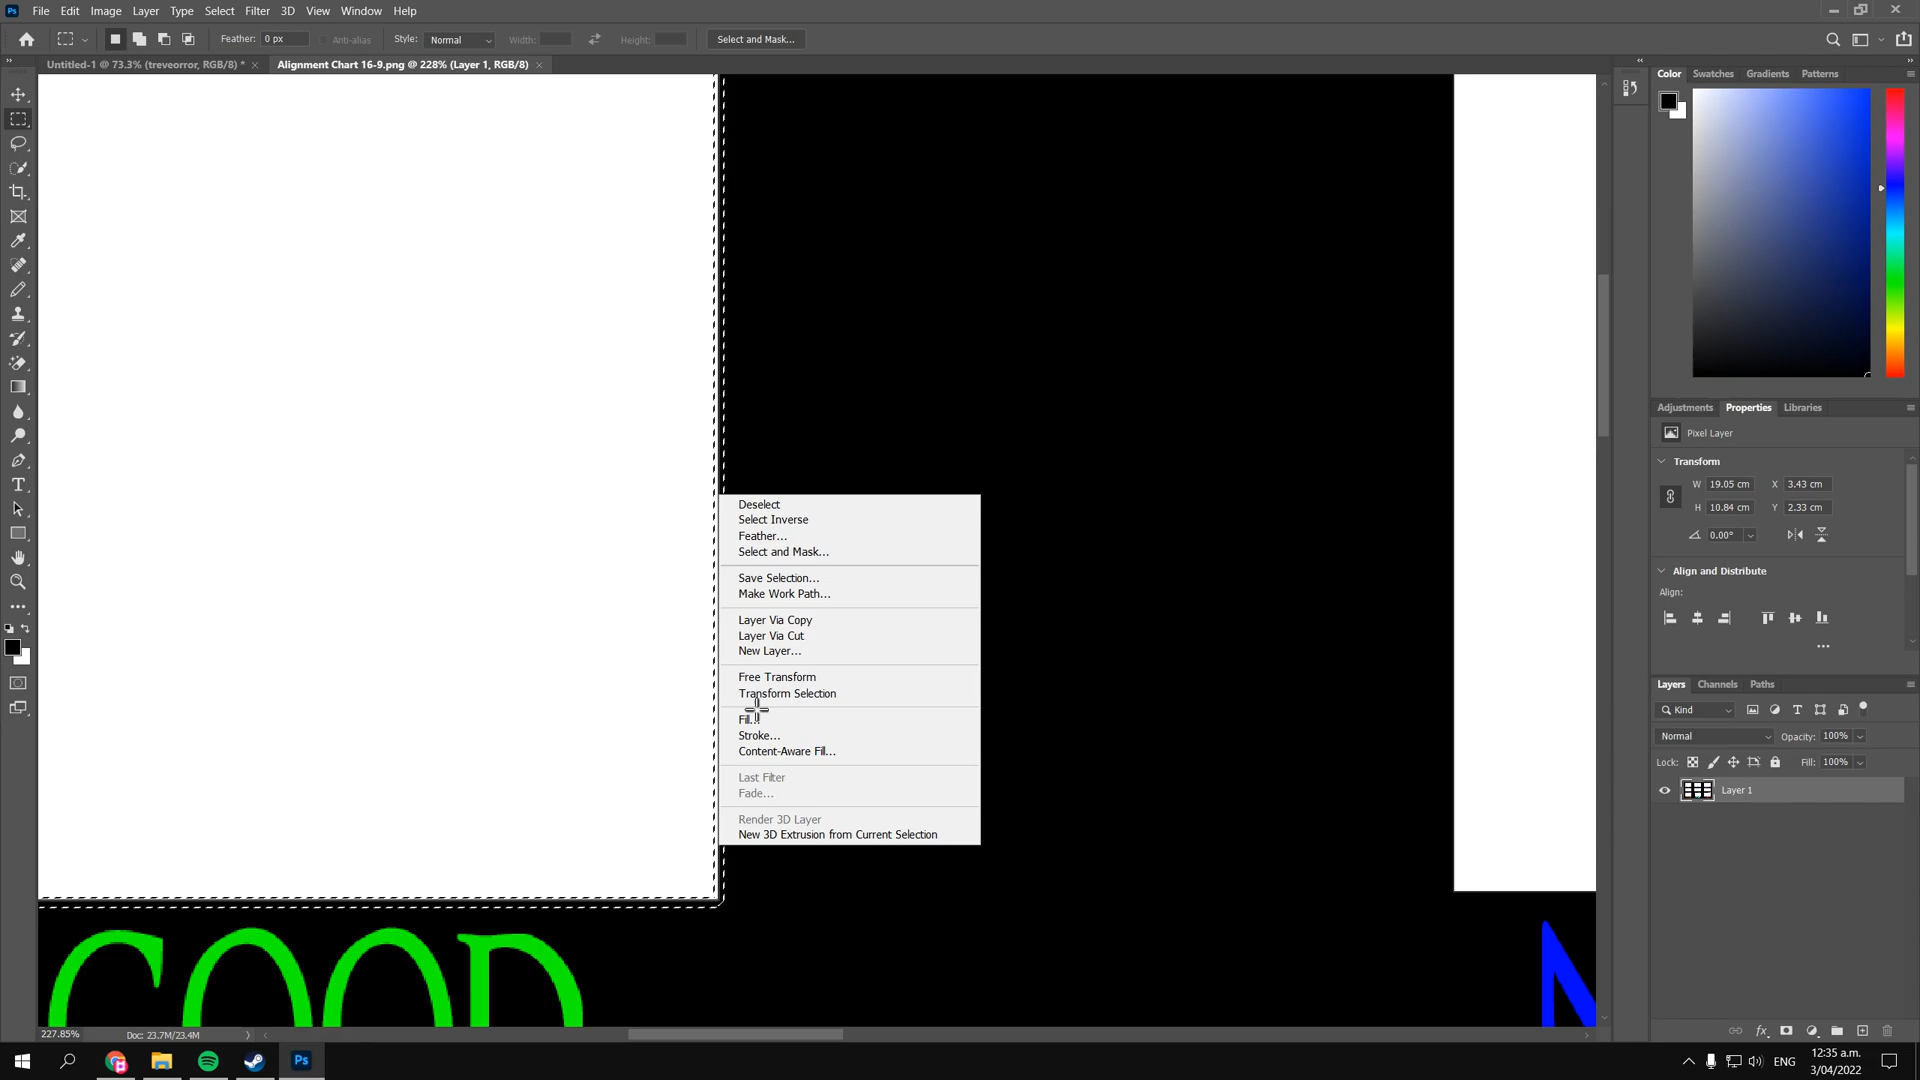 Ps File Edit Image Layer Type Select Filter 3D View Window Help
Feather: 0 px Anti-alias Style: Normal Width: Height: Select and Mask...
Untitled-1 @ 73.3% (treveorror, RGB/8) * × Alignment Chart 16-9.png @ 228% (Layer 1, RGB/8) ×
Color Swatches Gradients Patterns
Deselect
Select Inverse
Feather...
Select and Mask...
Save Selection...
Make Work Path...
Layer Via Copy
Layer Via Cut
New Layer...
Free Transform
Transform Selection
Fill...
Stroke...
Content-Aware Fill...
Last Filter
Fade...
Render 3D Layer
New 3D Extrusion from Current Selection
GOOD
N
Adjustments Properties Libraries
Pixel Layer
Transform
W 19.05 cm X 3.43 cm
H 10.84 cm Y 2.33 cm
0.00°
Align and Distribute
Align:
Layers Channels Paths
Kind
Normal Opacity: 100%
Lock: Fill: 100%
Layer 1
fx
227.85% Doc: 23.7M/23.4M
Ps
ENG
12:35 a.m.
3/04/2022